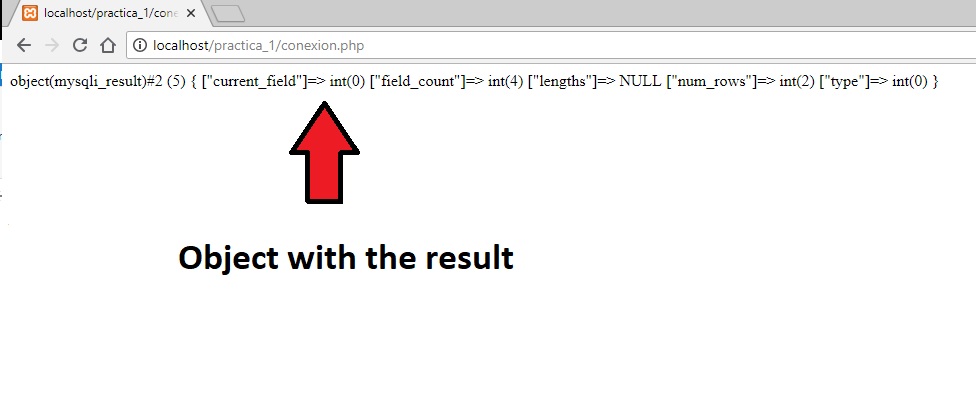 localhost/practica_1/cone
localhost/practica_1/conexion.php
object(mysqli_result)#2 (5) { ["current_field"]=> int(0) ["field_count"]=> int(4) ["lengths"]=> NULL ["num_rows"]=> int(2) ["type"]=> int(0) }
Object with the result